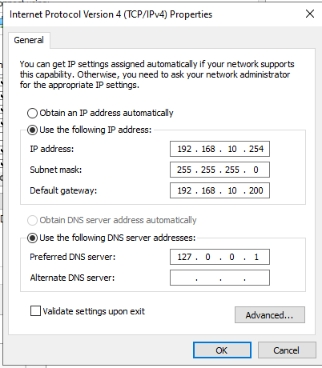 Internet Protocol Version 4 (TCP/IPv4) Properties
General
You can get IP settings assigned automatically if your network supports
this capability. Otherwise, you need to ask your network administrator
for the appropriate IP settings.
Obtain an IP address automatically
Use the following IP address:
IP address: 192 . 168 . 10 . 254
Subnet mask: 255 . 255 . 255 . 0
Default gateway: 192 . 168 . 10 . 200
Obtain DNS server address automatically
Use the following DNS server addresses:
Preferred DNS server: 127 . 0 . 0 . 1
Alternate DNS server: . . .
Validate settings upon exit
Advanced...
OK Cancel